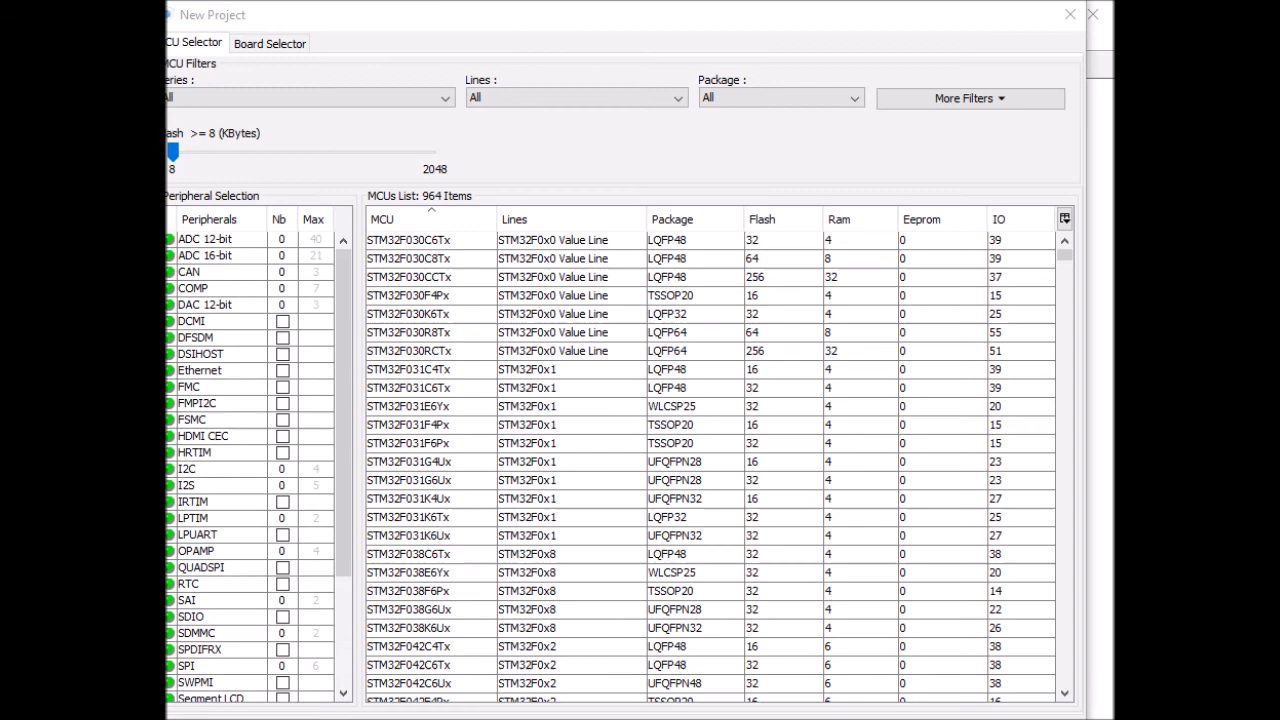 New Project
CU Selector Board Selector
MCU Filters
eries : Lines : Package :
All All All More Filters
ash >= 8 (KBytes)
8 2048
Peripheral Selection MCUs List: 964 Items
Peripherals Nb Max MCU Lines Package Flash Ram Eeprom IO
ADC 12-bit 0 40 STM32F030C6Tx STM32F0x0 Value Line LQFP48 32 4 0 39
ADC 16-bit 0 21 STM32F030C8Tx STM32F0x0 Value Line LQFP48 64 8 0 39
CAN 0 3 STM32F030CCTx STM32F0x0 Value Line LQFP48 256 32 0 37
COMP 0 7 STM32F030F4Px STM32F0x0 Value Line TSSOP20 16 4 0 15
DAC 12-bit 0 3 STM32F030K6Tx STM32F0x0 Value Line LQFP32 32 4 0 25
DCMI STM32F030R8Tx STM32F0x0 Value Line LQFP64 64 8 0 55
DFSDM STM32F030RCTx STM32F0x0 Value Line LQFP64 256 32 0 51
DSIHOST STM32F031C4Tx STM32F0x1 LQFP48 16 4 0 39
Ethernet STM32F031C6Tx STM32F0x1 LQFP48 32 4 0 39
FMC STM32F031E6Yx STM32F0x1 WLCSP25 32 4 0 20
FMPI2C STM32F031F4Px STM32F0x1 TSSOP20 16 4 0 15
FSMC STM32F031F6Px STM32F0x1 TSSOP20 32 4 0 15
HDMI CEC STM32F031G4Ux STM32F0x1 UFQFPN28 16 4 0 23
HRTIM STM32F031G6Ux STM32F0x1 UFQFPN28 32 4 0 23
I2C 0 4 STM32F031K4Ux STM32F0x1 UFQFPN32 16 4 0 27
I2S 0 5 STM32F031K6Tx STM32F0x1 LQFP32 32 4 0 25
IRTIM STM32F031K6Ux STM32F0x1 UFQFPN32 32 4 0 27
LPTIM 0 2 STM32F038C6Tx STM32F0x8 LQFP48 32 4 0 38
LPUART STM32F038E6Yx STM32F0x8 WLCSP25 32 4 0 20
OPAMP 0 4 STM32F038F6Px STM32F0x8 TSSOP20 32 4 0 14
QUADSPI STM32F038G6Ux STM32F0x8 UFQFPN28 32 4 0 22
RTC STM32F038K6Ux STM32F0x8 UFQFPN32 32 4 0 26
SAI 0 2 STM32F042C4Tx STM32F0x2 LQFP48 16 6 0 38
SDIO STM32F042C6Tx STM32F0x2 LQFP48 32 6 0 38
SDMMC 0 2 STM32F042C6Ux STM32F0x2 UFQFPN48 32 6 0 38
SPDIFRX STM32F042F4Px STM32F0x2 TSSOP20 16 6 0
SPI 0 6
SWPMI
Segment LCD